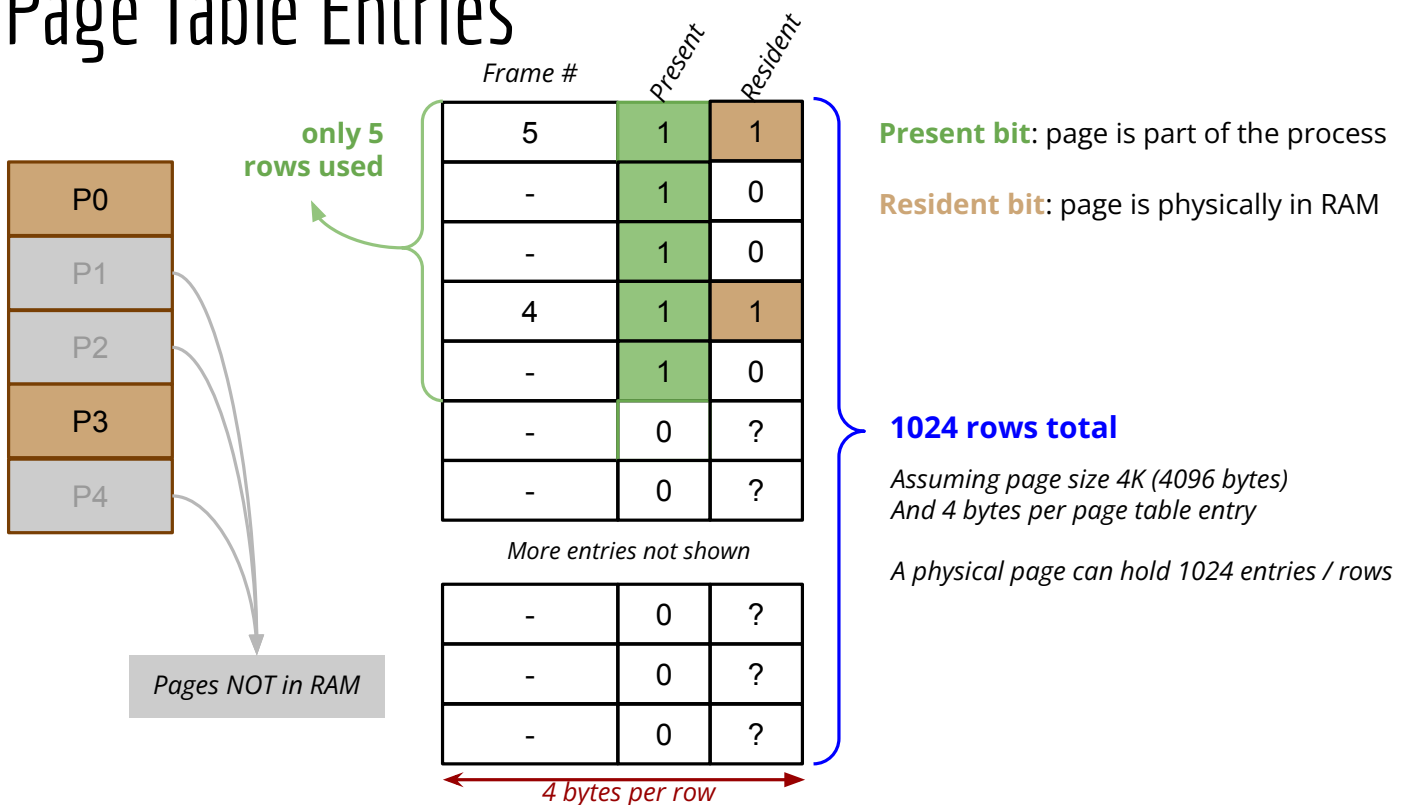 Page Table Entries
Frame #
Present
Resident
only 5
rows used
P0
P1
P2
P3
P4
Pages NOT in RAM
5 1 1
- 1 0
- 1 0
4 1 1
- 1 0
- 0 ?
- 0 ?
More entries not shown
- 0 ?
- 0 ?
- 0 ?
4 bytes per row
Present bit: page is part of the process
Resident bit: page is physically in RAM
1024 rows total
Assuming page size 4K (4096 bytes)
And 4 bytes per page table entry
A physical page can hold 1024 entries / rows